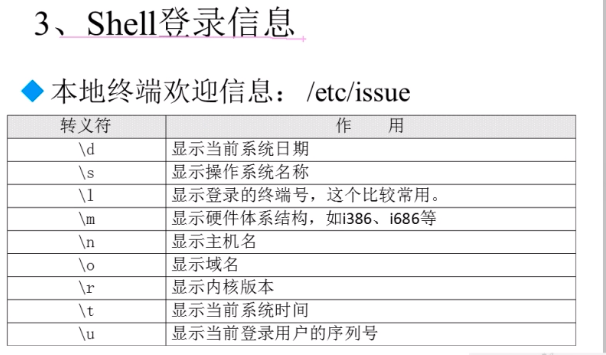 3、Shell登录信息
本地终端欢迎信息： /etc/issue
转义符 作 用
\d 显示当前系统日期
\s 显示操作系统名称
\l 显示登录的终端号，这个比较常用。
\m 显示硬件体系结构，如i386、i686等
\n 显示主机名
\o 显示域名
\r 显示内核版本
\t 显示当前系统时间
\u 显示当前登录用户的序列号